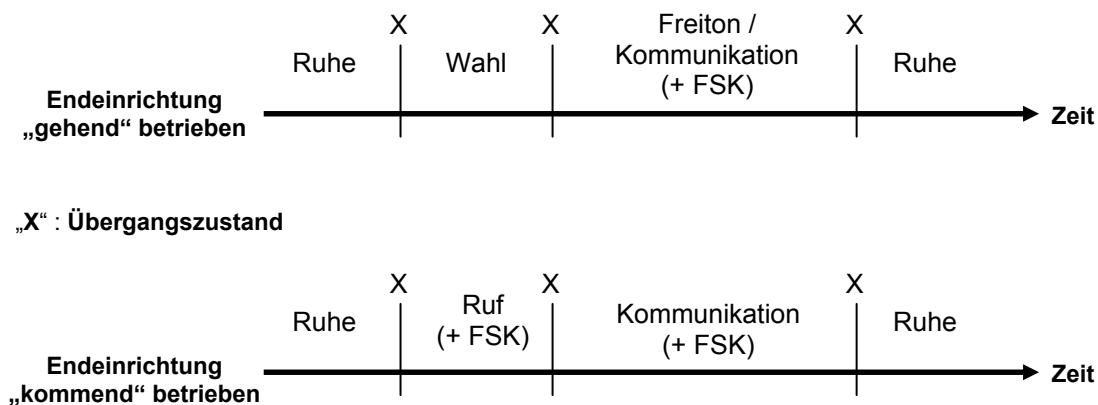 X X X
Ruhe Wahl Freiton / Ruhe
Kommunikation
(+ FSK)
Endeinrichtung
„gehend“ betrieben
Zeit
„X“ : Übergangszustand
X X X
Ruhe Ruf Kommunikation Ruhe
(+ FSK) (+ FSK)
Endeinrichtung
„kommend“ betrieben
Zeit